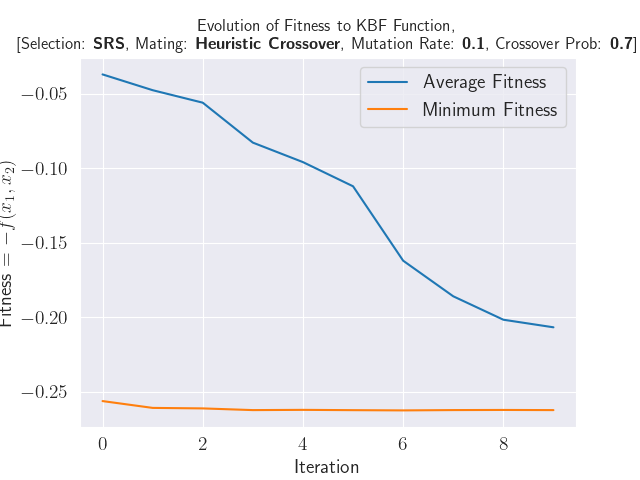 Evolution of Fitness to KBF Function,
[Selection: SRS, Mating: Heuristic Crossover, Mutation Rate: 0.1, Crossover Prob: 0.7]
Average Fitness
Minimum Fitness
−0.05
−0.10
−0.15
−0.20
−0.25
Fitness = −f(x₁, x₂)
0 2 4 6 8
Iteration